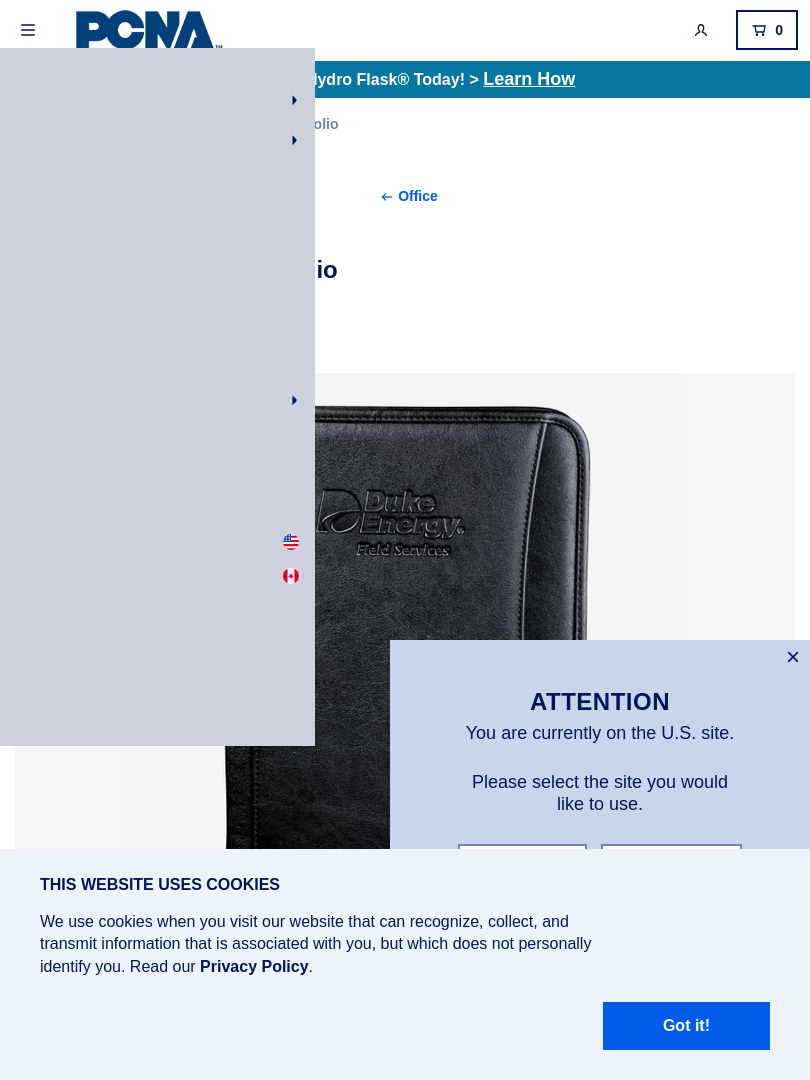 PCNA™
0
Hydro Flask® Today! > Learn How
olio
Office
io
Duke
Energy®
Field Services
ATTENTION
You are currently on the U.S. site.
Please select the site you would
like to use.
THIS WEBSITE USES COOKIES
We use cookies when you visit our website that can recognize, collect, and
transmit information that is associated with you, but which does not personally
identify you. Read our Privacy Policy.
Got it!